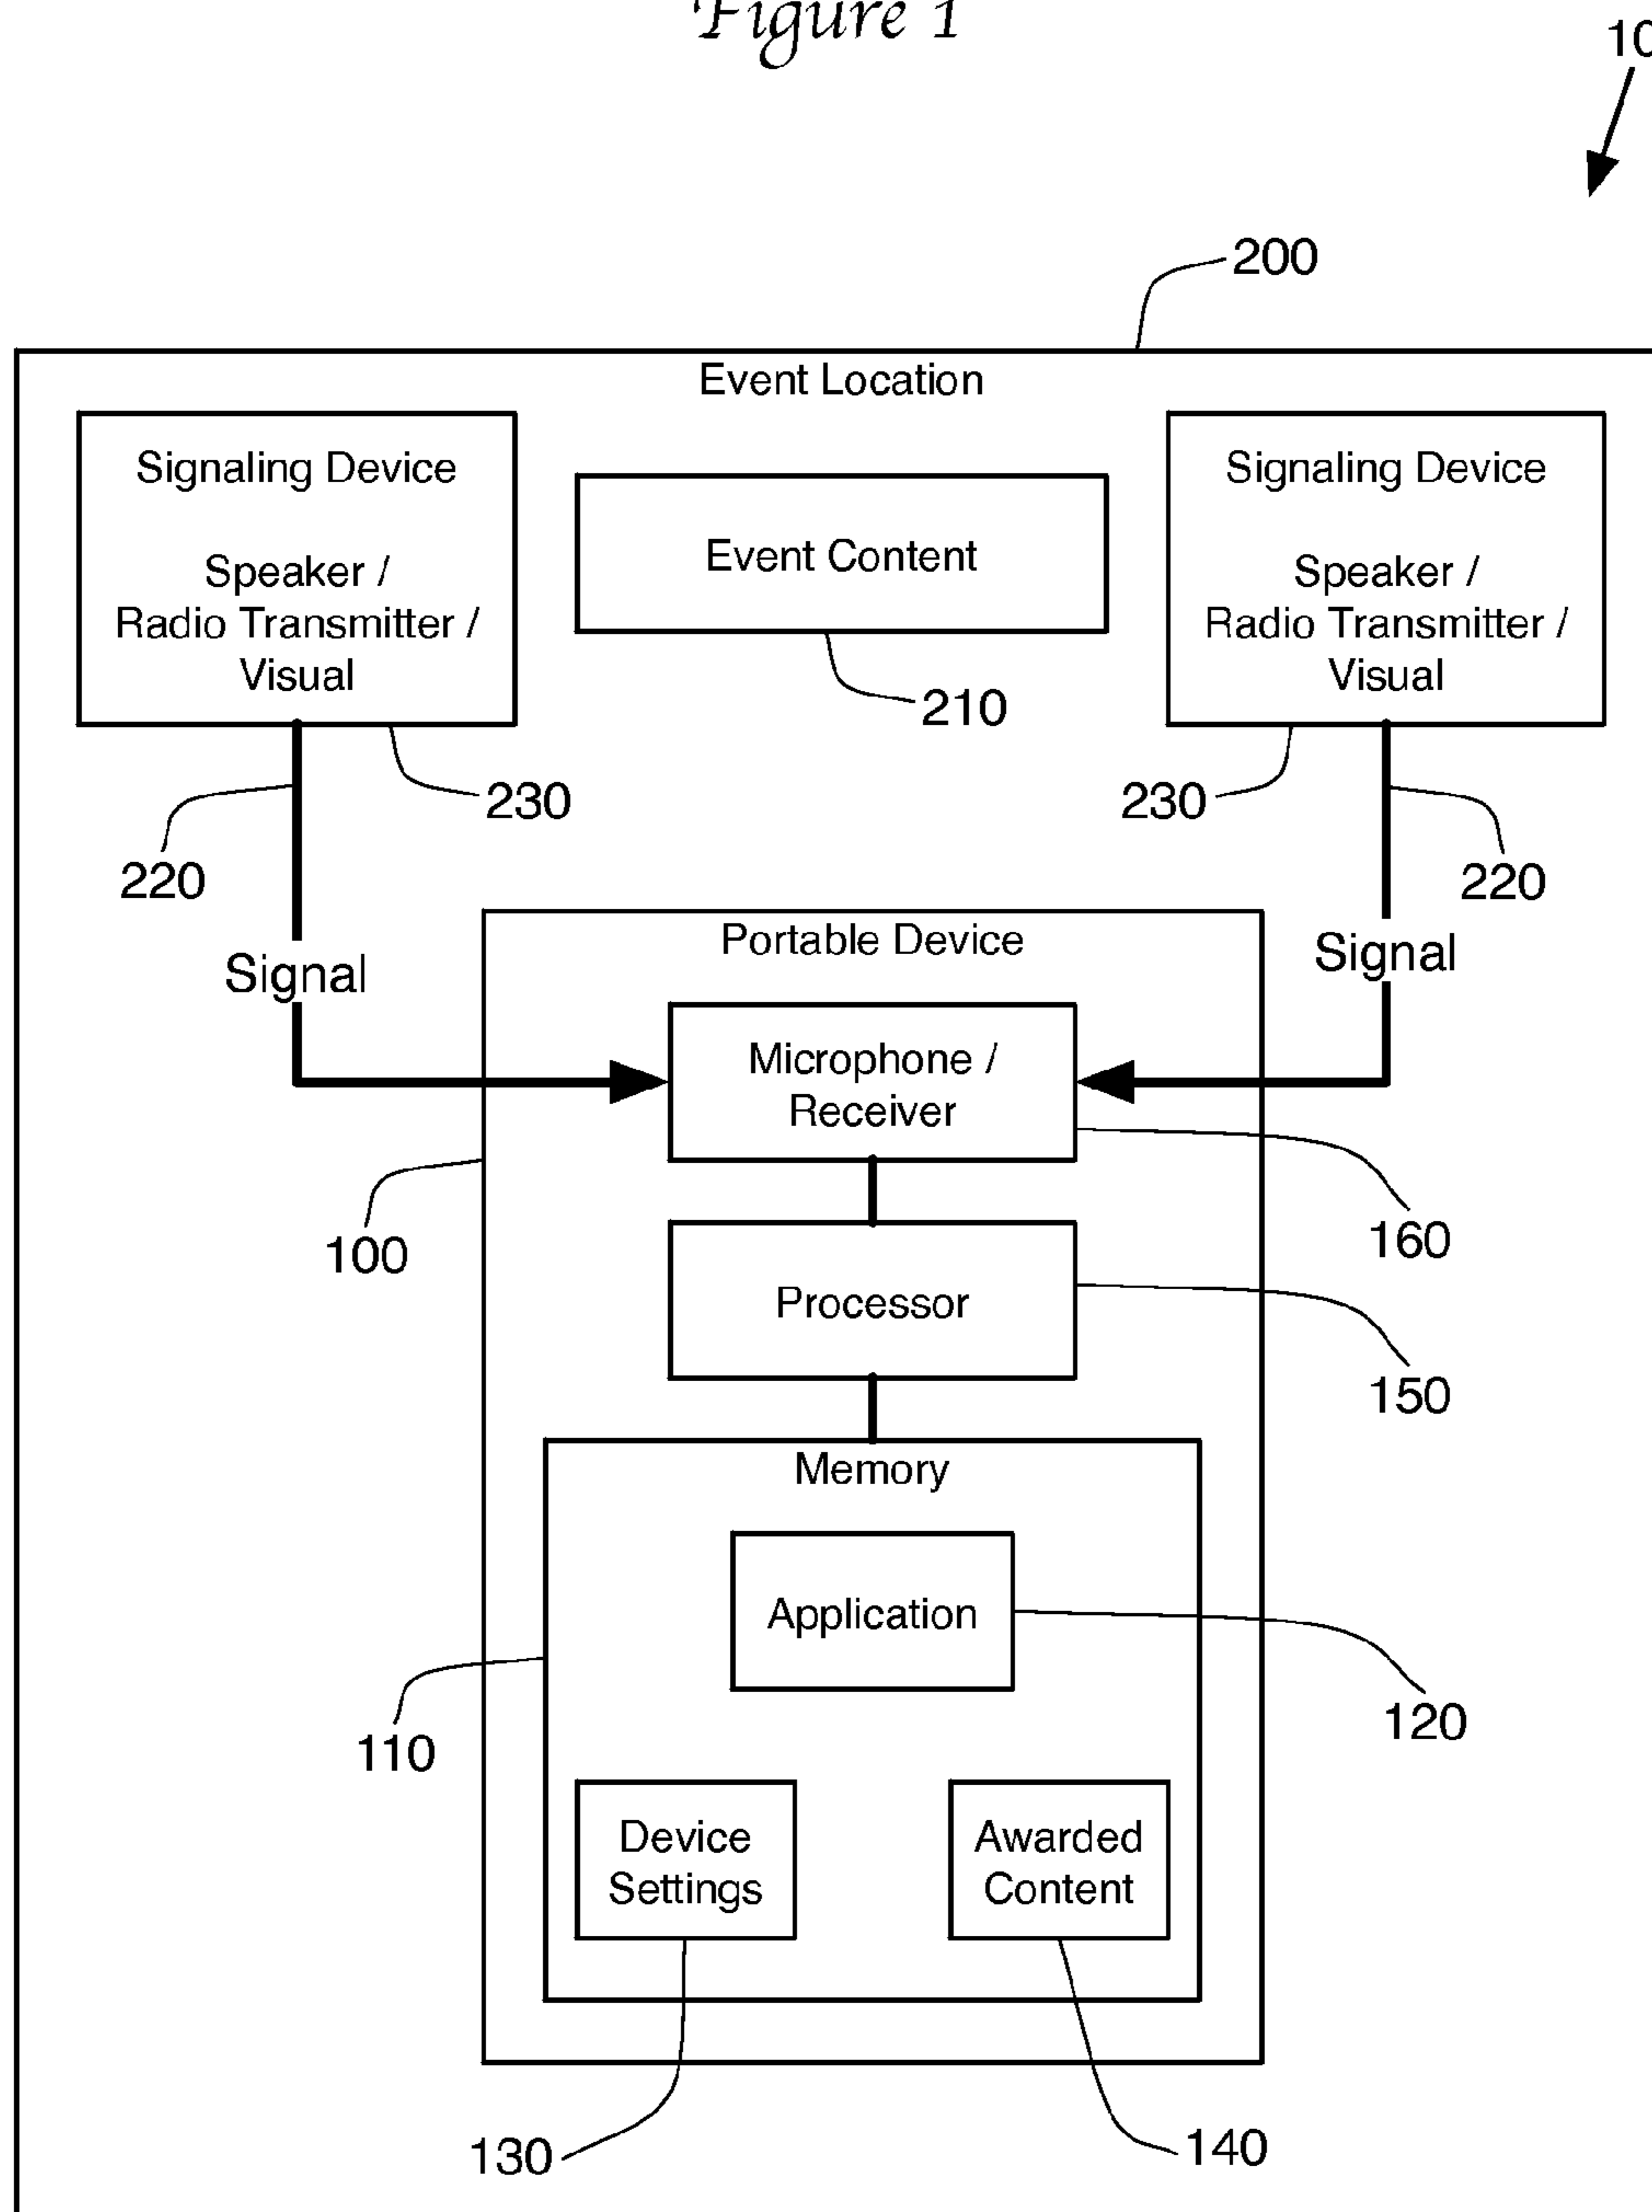 Figure 1
10
200
Event Location
Signaling Device
Speaker /
Radio Transmitter /
Visual
Event Content
210
Signaling Device
Speaker /
Radio Transmitter /
Visual
230
230
220
220
Signal
Signal
Portable Device
Microphone /
Receiver
100
160
Processor
150
Memory
Application
110
120
Device
Settings
Awarded
Content
130
140